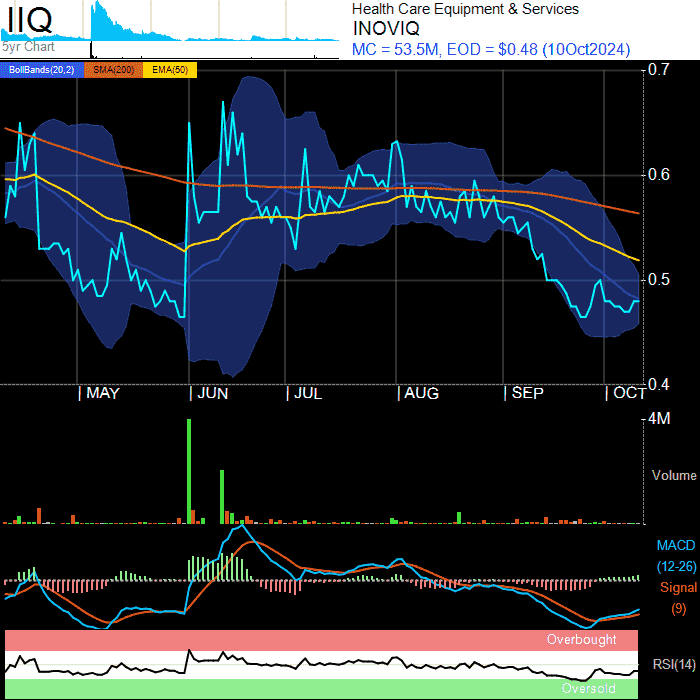 IIQ
5yr Chart
Health Care Equipment & Services
INOVIQ
MC = 53.5M, EOD = $0.48 (10Oct2024)
BollBands(20,2) SMA(200) EMA(50)
0.7
0.6
0.5
0.4
| MAY | JUN | JUL | AUG | SEP | OCT
4M
Volume
MACD
(12-26)
Signal
(9)
Overbought
RSI(14)
Oversold